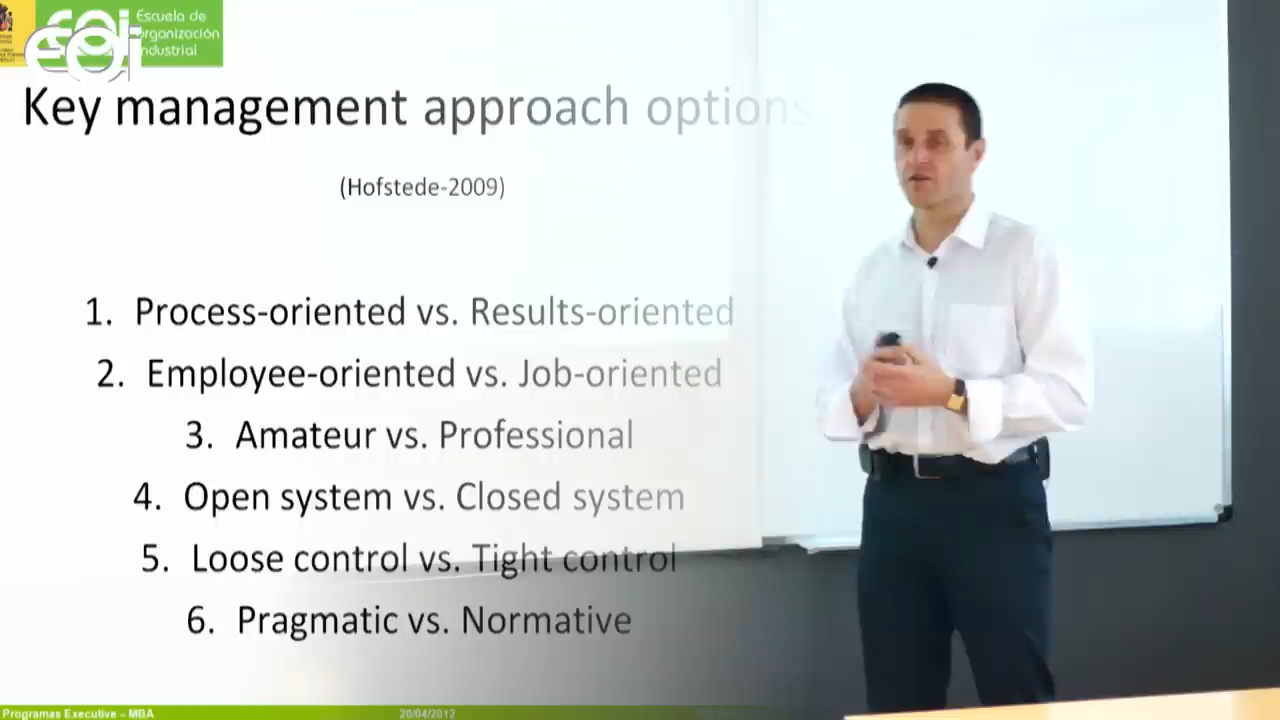 Escuela de
organización
industrial
eoi
Key management approach options
(Hofstede-2009)
1. Process-oriented vs. Results-oriented
2. Employee-oriented vs. Job-oriented
3. Amateur vs. Professional
4. Open system vs. Closed system
5. Loose control vs. Tight control
6. Pragmatic vs. Normative
Programas Executive – MBA 20/04/2012